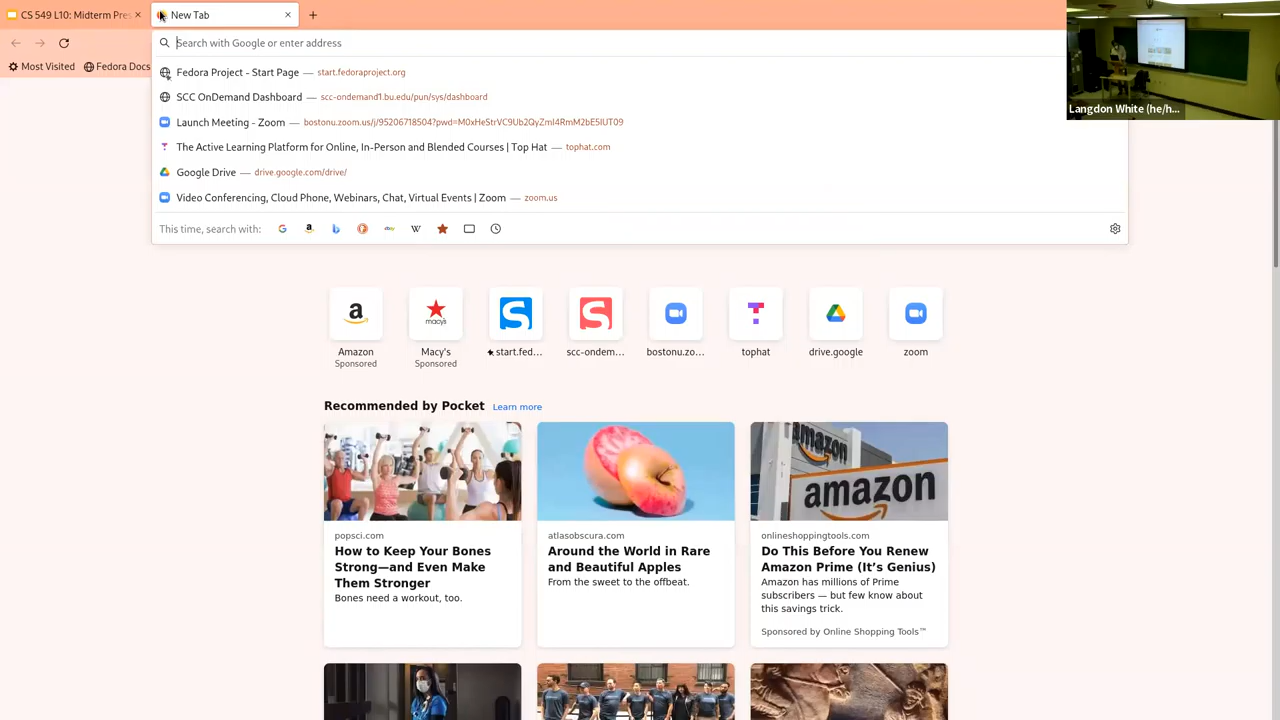 CS 549 L10: Midterm Pres
New Tab
Search with Google or enter address
Most Visited
Fedora Docs
Langdon White (he/h...
Fedora Project - Start Page — start.fedoraproject.org
SCC OnDemand Dashboard — scc-ondemand1.bu.edu/pun/sys/dashboard
Launch Meeting - Zoom — bostonu.zoom.us/j/95206718504?pwd=M0xHeStrVC9Ub2QyZml4RmM2bE5IUT09
The Active Learning Platform for Online, In-Person and Blended Courses | Top Hat — tophat.com
Google Drive — drive.google.com/drive/
Video Conferencing, Cloud Phone, Webinars, Chat, Virtual Events | Zoom — zoom.us
This time, search with:
Amazon
Sponsored
Macy's
Sponsored
start.fed...
scc-ondem...
bostonu.zo...
tophat
drive.google
zoom
Recommended by Pocket
Learn more
popsci.com
How to Keep Your Bones
Strong—and Even Make
Them Stronger
Bones need a workout, too.
atlasobscura.com
Around the World in Rare
and Beautiful Apples
From the sweet to the offbeat.
amazon
amazon
onlineshoppingtools.com
Do This Before You Renew
Amazon Prime (It’s Genius)
Amazon has millions of Prime
subscribers — but few know about
this savings trick.
Sponsored by Online Shopping Tools™